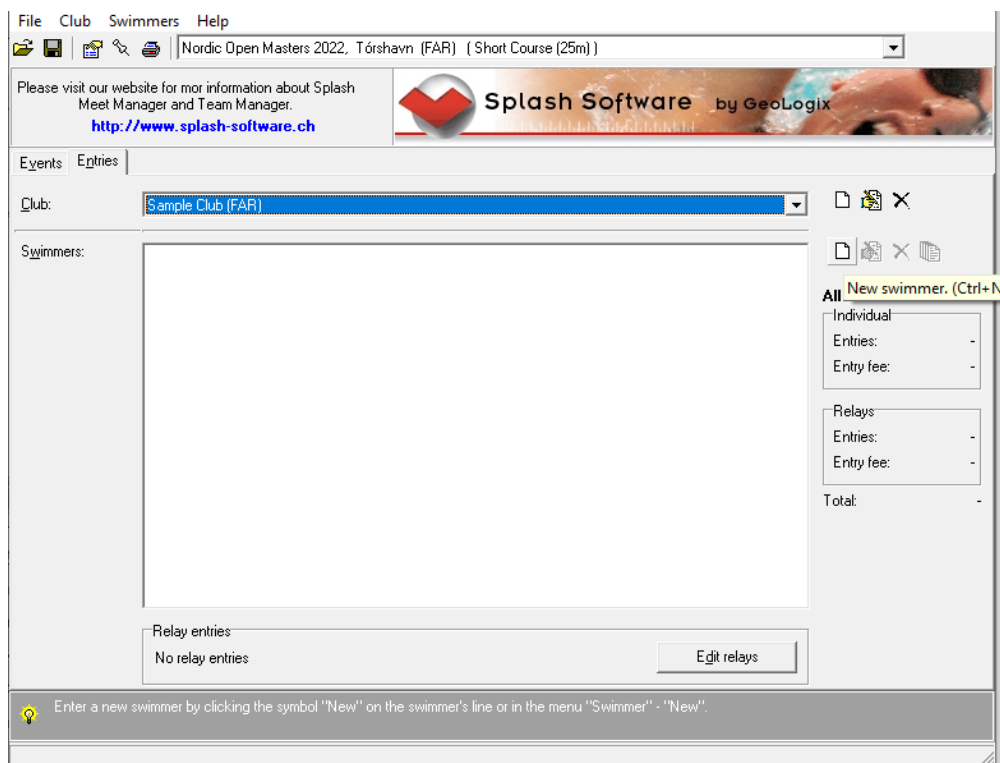 File Club Swimmers Help
Nordic Open Masters 2022, Tórshavn (FAR) ( Short Course (25m) )
Please visit our website for mor information about Splash
Meet Manager and Team Manager.
http://www.splash-software.ch
Splash Software by GeoLogix
Events Entries
Club: Sample Club (FAR)
Swimmers:
New swimmer. (Ctrl+N
All
Individual
Entries: -
Entry fee: -
Relays
Entries: -
Entry fee: -
Total: -
Relay entries
No relay entries
Edit relays
Enter a new swimmer by clicking the symbol "New" on the swimmer's line or in the menu "Swimmer" - "New".